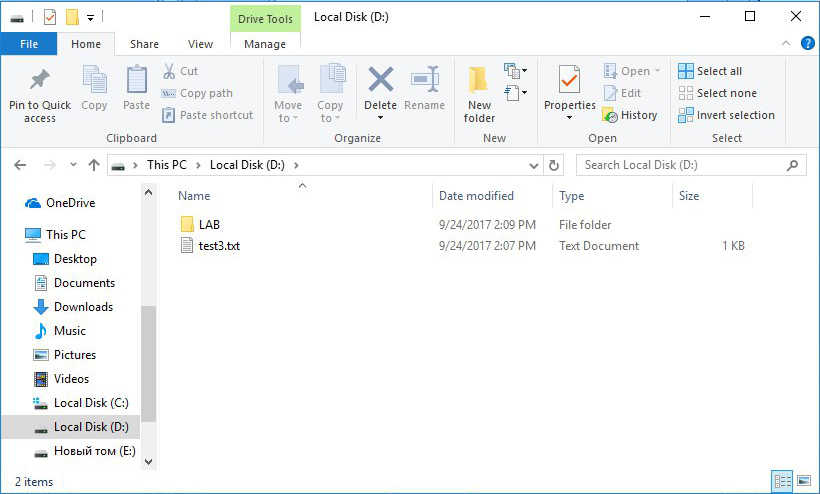 Drive Tools Local Disk (D:)
File Home Share View Manage
Pin to Quick access
Copy
Paste
Cut
Copy path
Paste shortcut
Clipboard
Move to
Copy to
Delete
Rename
Organize
New folder
New
Properties
Open
Edit
History
Open
Select all
Select none
Invert selection
Select
This PC Local Disk (D:) Search Local Disk (D:)
Name Date modified Type Size
LAB 9/24/2017 2:09 PM File folder
test3.txt 9/24/2017 2:07 PM Text Document 1 KB
OneDrive
This PC
Desktop
Documents
Downloads
Music
Pictures
Videos
Local Disk (C:)
Local Disk (D:)
Новый том (E:)
2 items